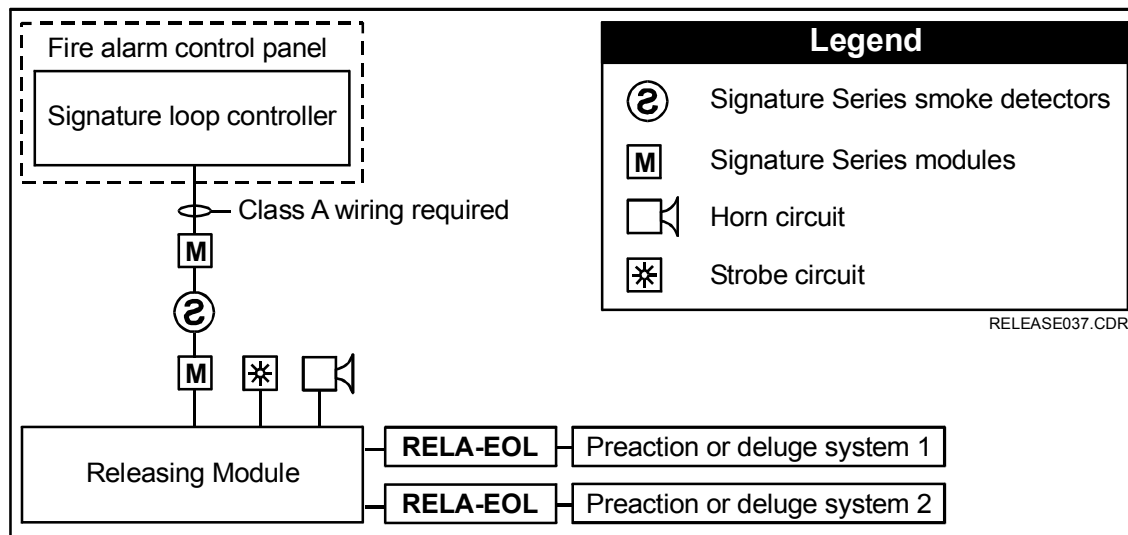 Fire alarm control panel
Signature loop controller
Class A wiring required
M
S
M
Releasing Module
RELA-EOL
Preaction or deluge system 1
RELA-EOL
Preaction or deluge system 2
Legend
S
Signature Series smoke detectors
M
Signature Series modules
Horn circuit
Strobe circuit
RELEASE037.CDR